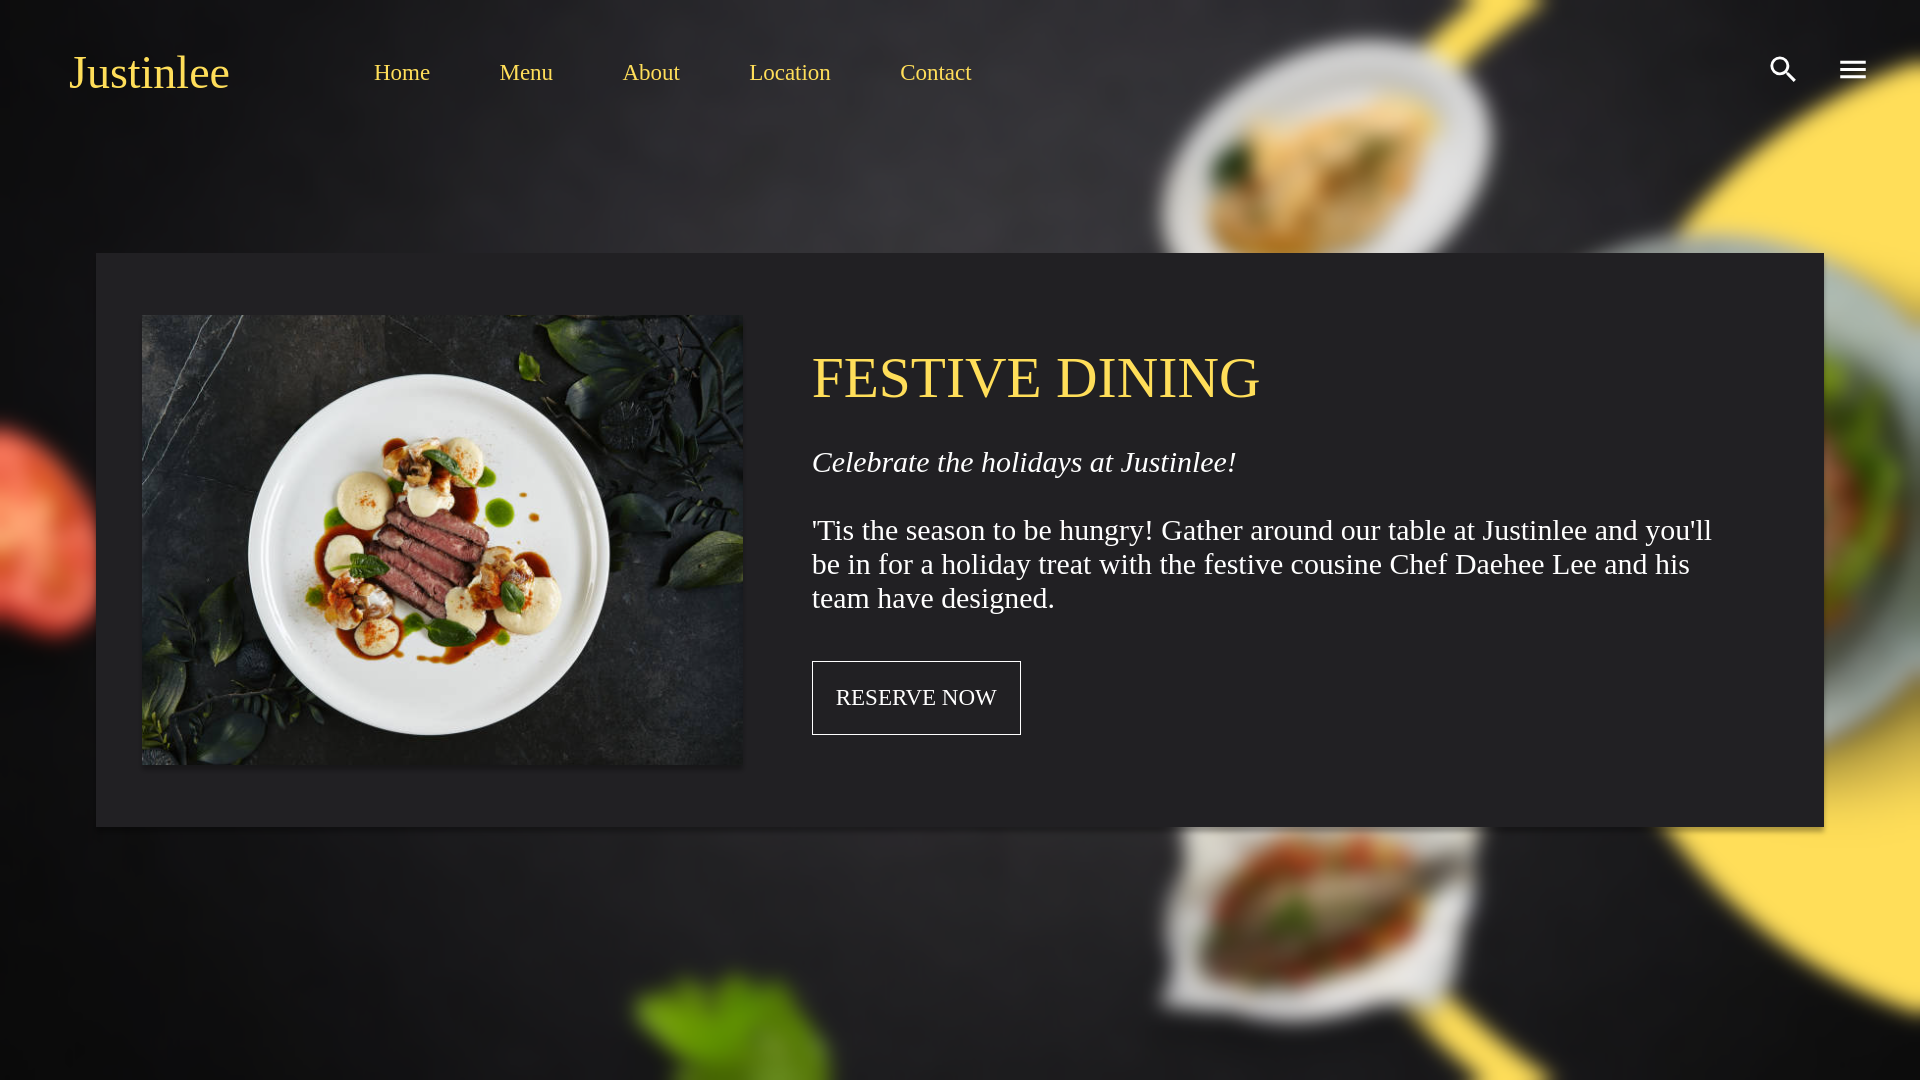 Justinlee
Home Menu About Location Contact
FESTIVE DINING
Celebrate the holidays at Justinlee!
'Tis the season to be hungry! Gather around our table at Justinlee and you'll
be in for a holiday treat with the festive cousine Chef Daehee Lee and his
team have designed.
RESERVE NOW